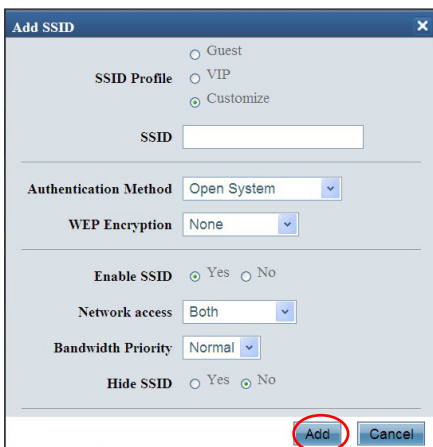 Add SSID x
Guest
SSID Profile VIP
Customize
SSID
Authentication Method Open System
WEP Encryption None
Enable SSID Yes No
Network access Both
Bandwidth Priority Normal
Hide SSID Yes No
Add Cancel